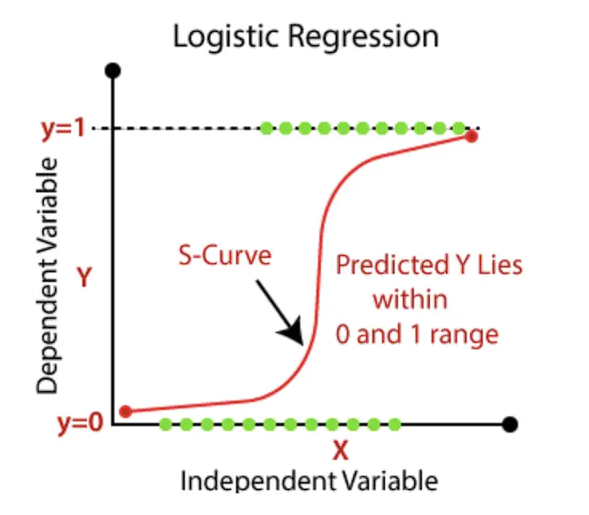 Logistic Regression
y=1
Dependent Variable
Y
S-Curve
Predicted Y Lies
within
0 and 1 range
y=0
X
Independent Variable